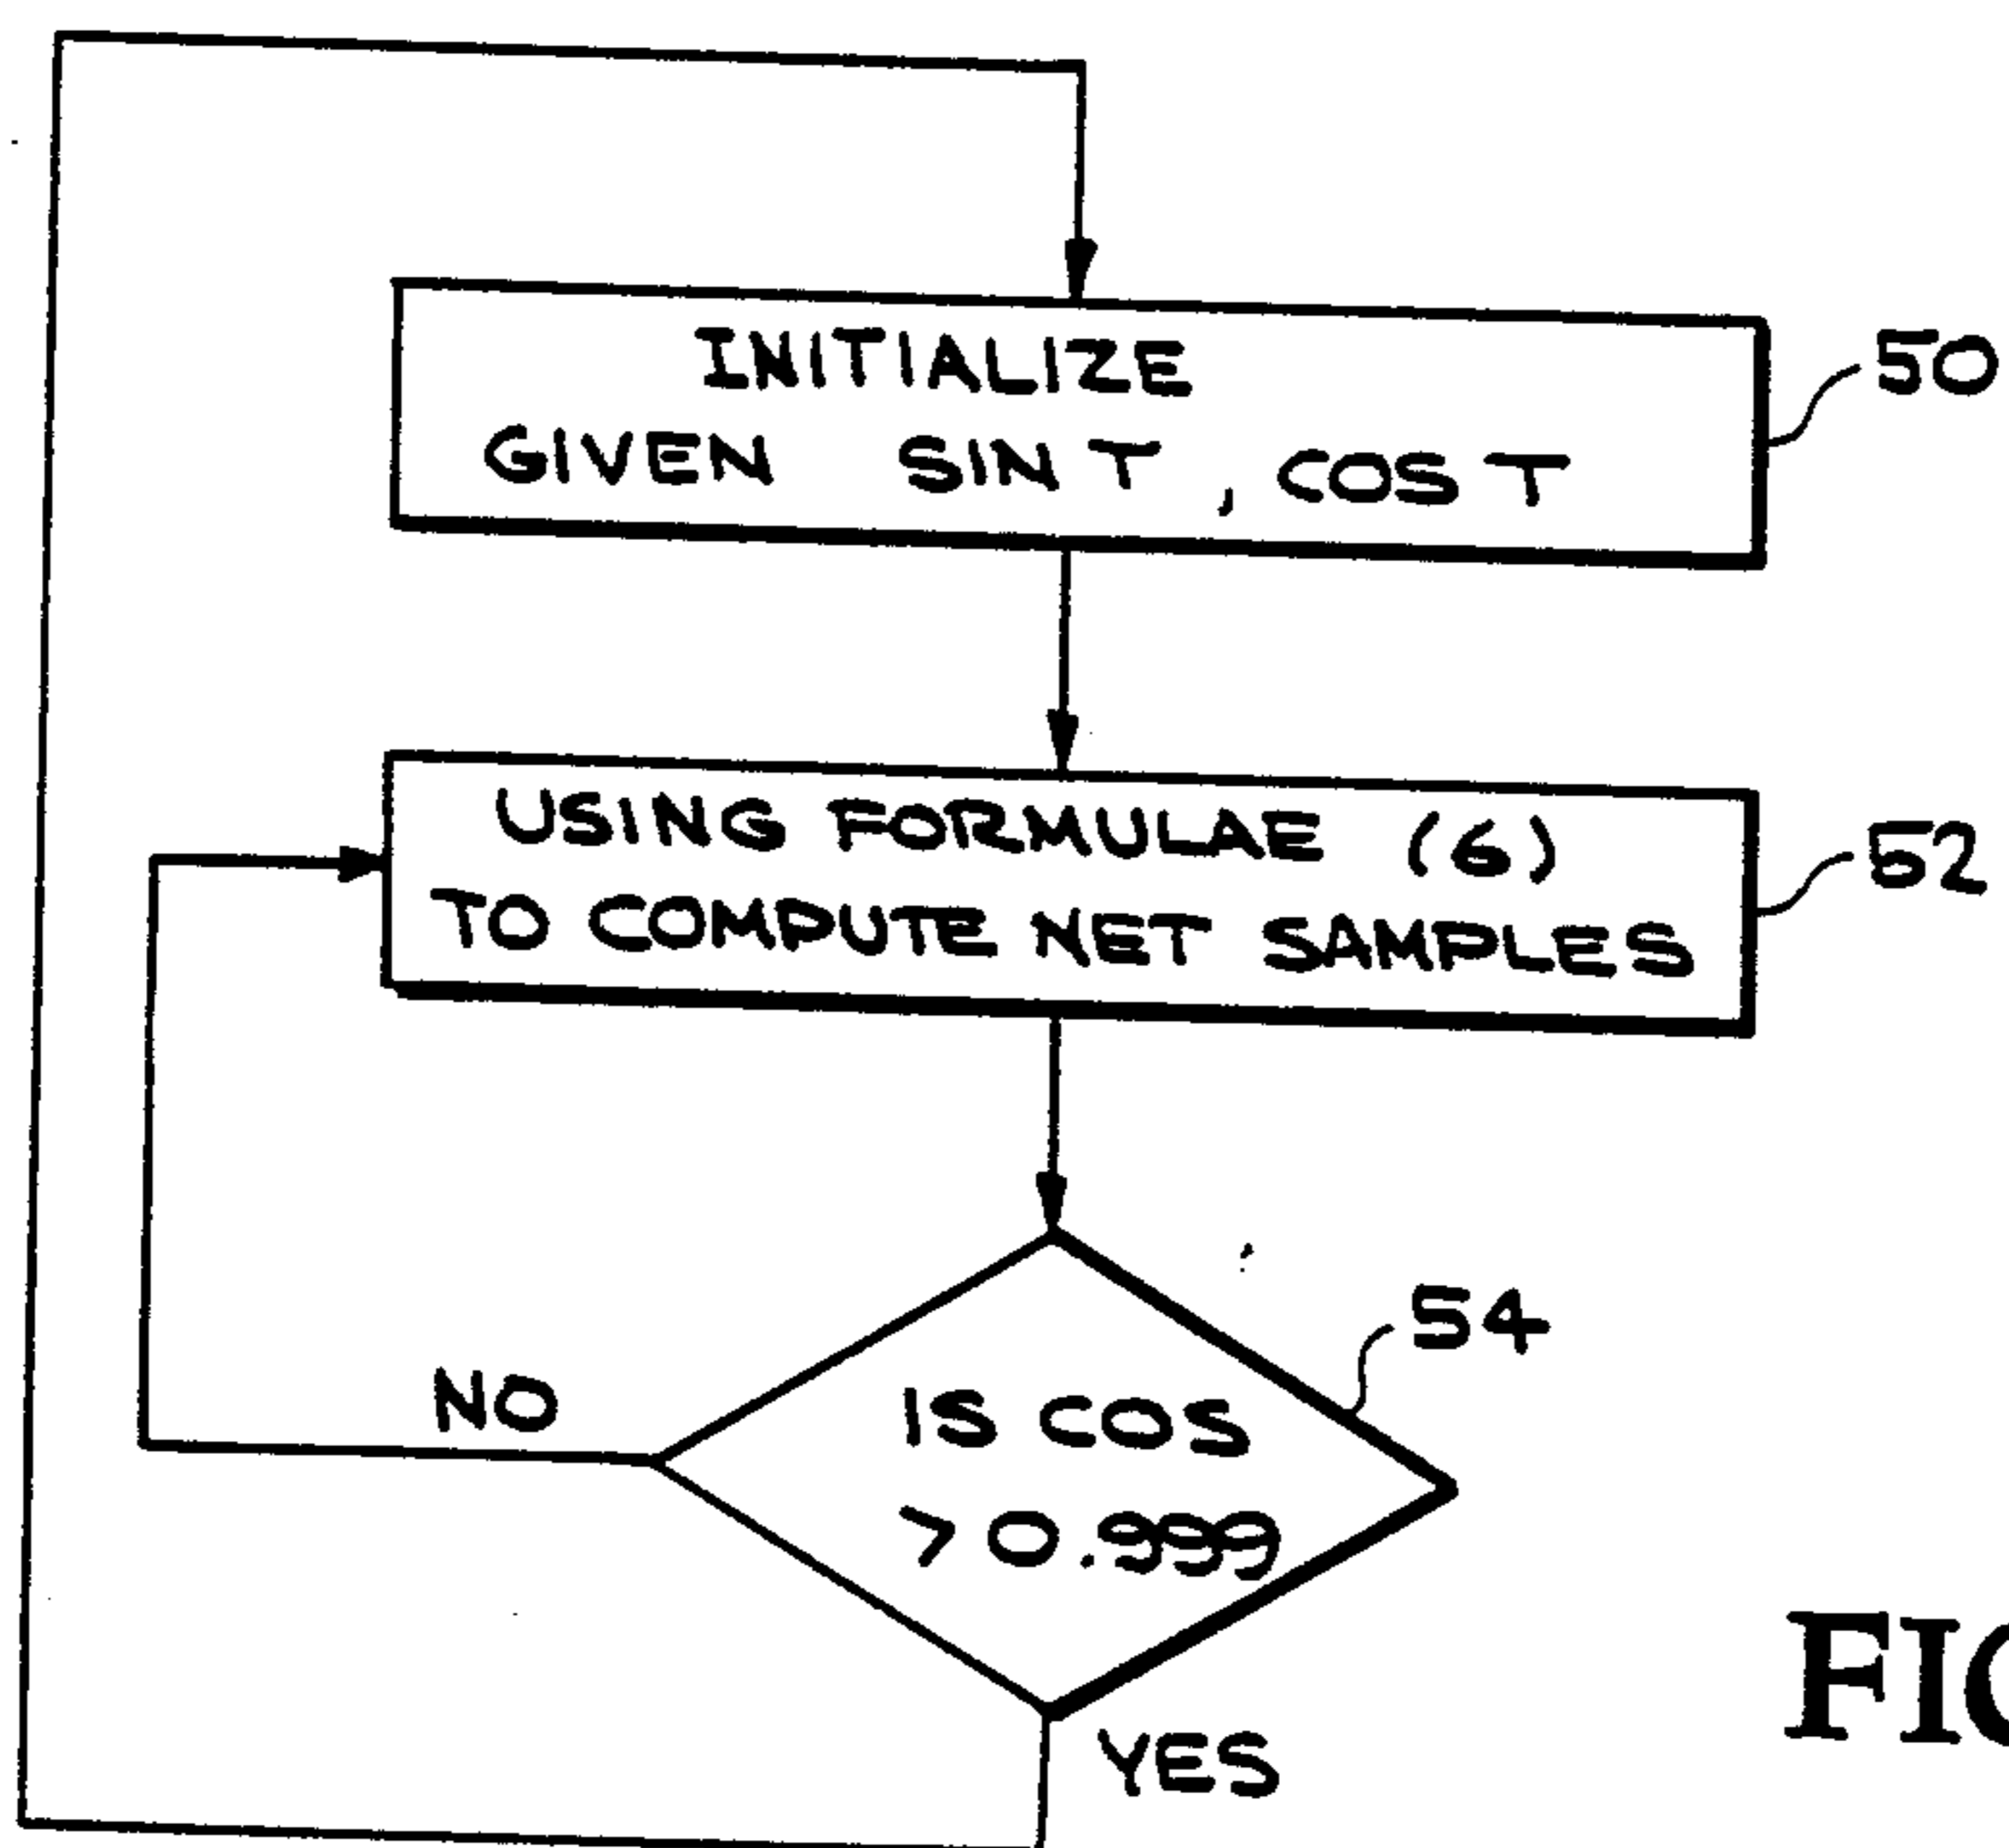 INITIALIZE
GIVEN SIN T , COS T
50
USING FORMULAE (6)
TO COMPUTE NET SAMPLES
52
54
NO
IS COS
> 0.999
YES